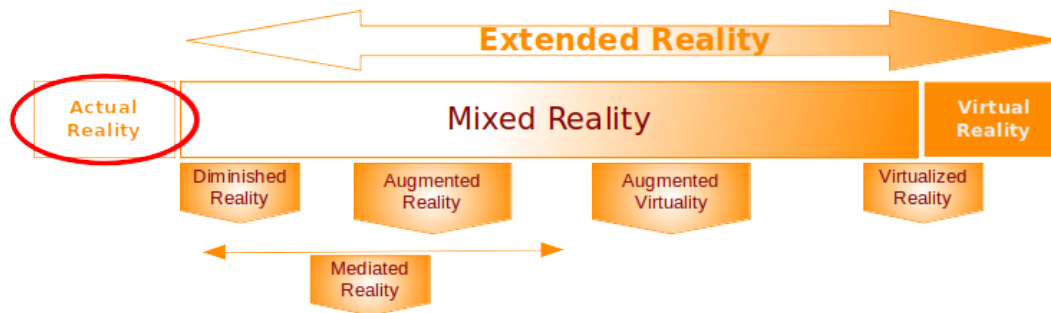 Extended Reality
Actual
Reality
Mixed Reality
Virtual
Reality
Diminished
Reality
Augmented
Reality
Augmented
Virtuality
Virtualized
Reality
Mediated
Reality